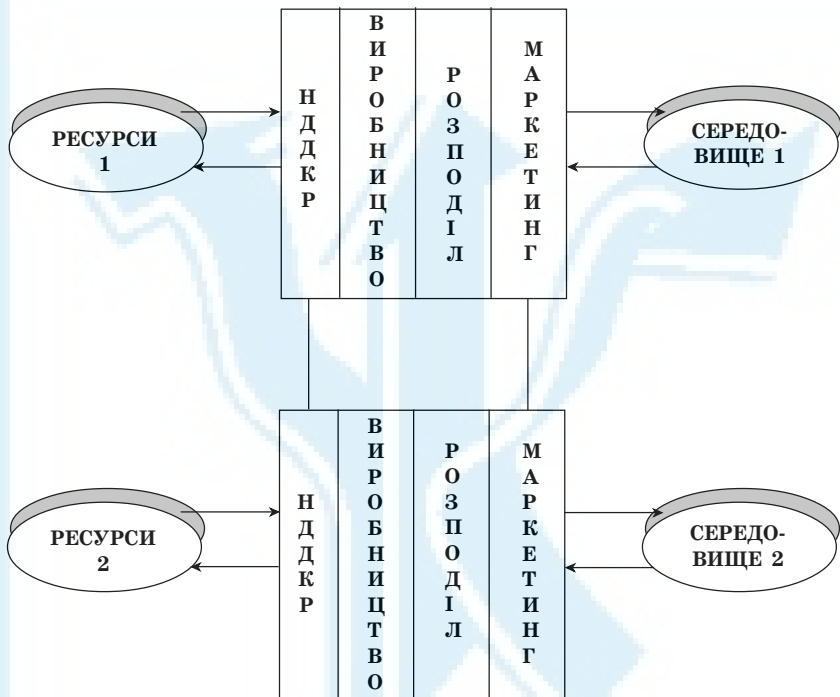 РЕСУРСИ
1
НДДКР
ВИРОБНИЦТВО
РОЗПОДІЛ
МАРКЕТИНГ
СЕРЕДО-
ВИЩЕ 1
РЕСУРСИ
2
НДДКР
ВИРОБНИЦТВО
РОЗПОДІЛ
МАРКЕТИНГ
СЕРЕДО-
ВИЩЕ 2